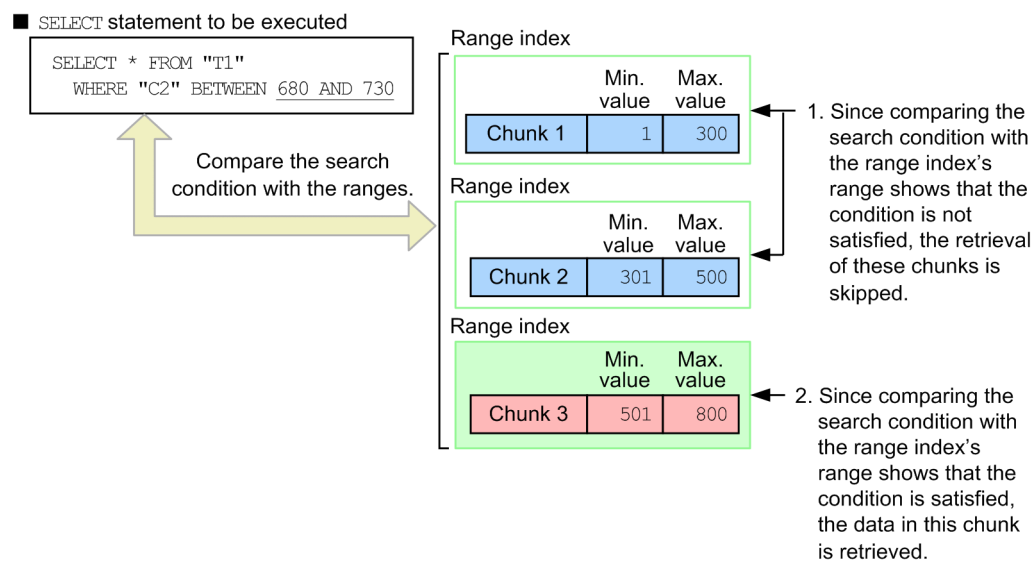 ■ SELECT statement to be executed
SELECT * FROM "T1"
WHERE "C2" BETWEEN 680 AND 730
Compare the search
condition with the ranges.
Range index
Min.
value
Max.
value
Chunk 1
1
300
Range index
Min.
value
Max.
value
Chunk 2
301
500
Range index
Min.
value
Max.
value
Chunk 3
501
800
1. Since comparing the
search condition with
the range index's
range shows that the
condition is not
satisfied, the retrieval
of these chunks is
skipped.
2. Since comparing the
search condition with
the range index's
range shows that the
condition is satisfied,
the data in this chunk
is retrieved.